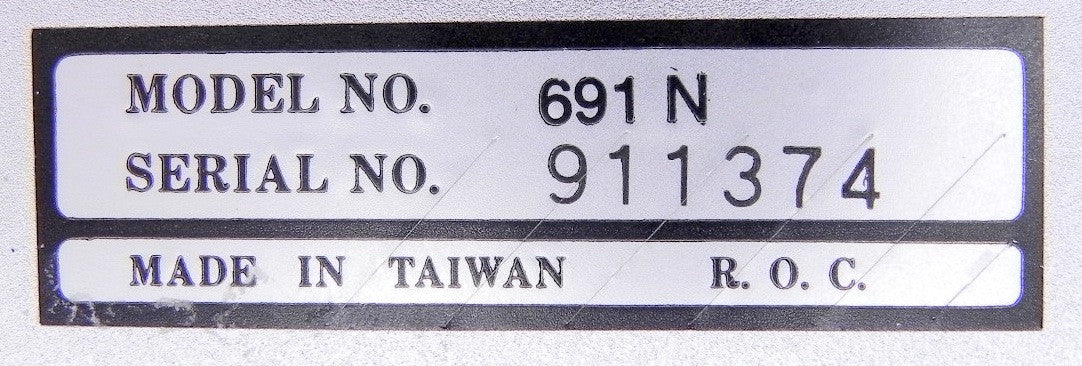 MODEL NO. 691 N
SERIAL NO. 911374
MADE IN TAIWAN R. O. C.